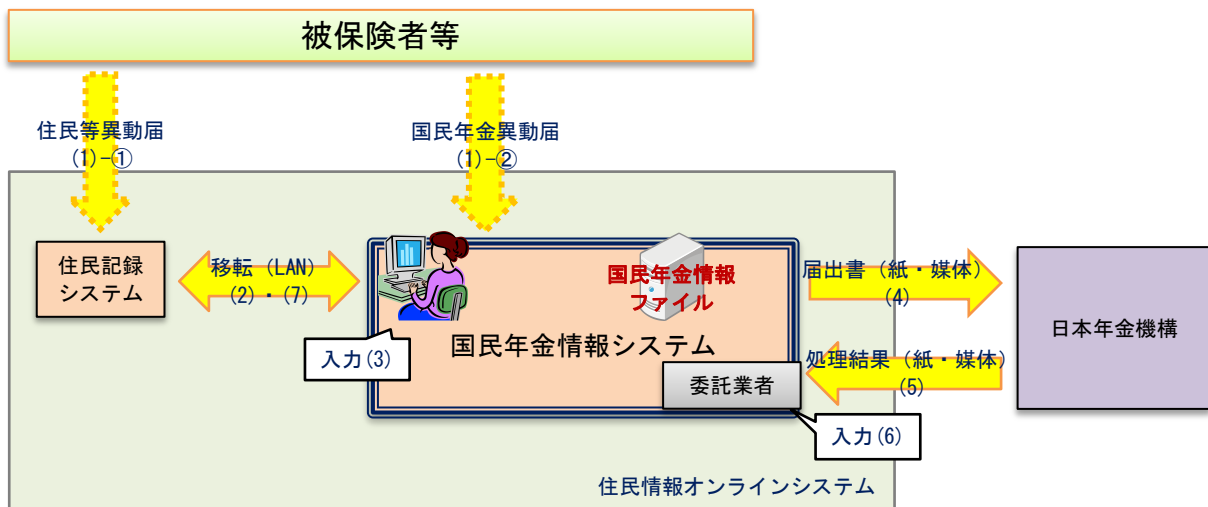 被保険者等
住民等異動届
(1)-①
国民年金異動届
(1)-②
住民記録
システム
移転（LAN）
(2)・(7)
国民年金情報
ファイル
国民年金情報システム
入力(3)
委託業者
入力(6)
届出書（紙・媒体）
(4)
処理結果（紙・媒体）
(5)
日本年金機構
住民情報オンラインシステム